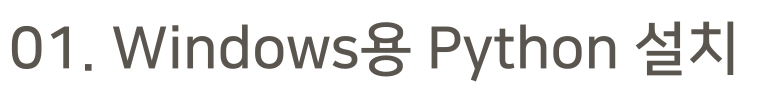 01. Windows용 Python 설치